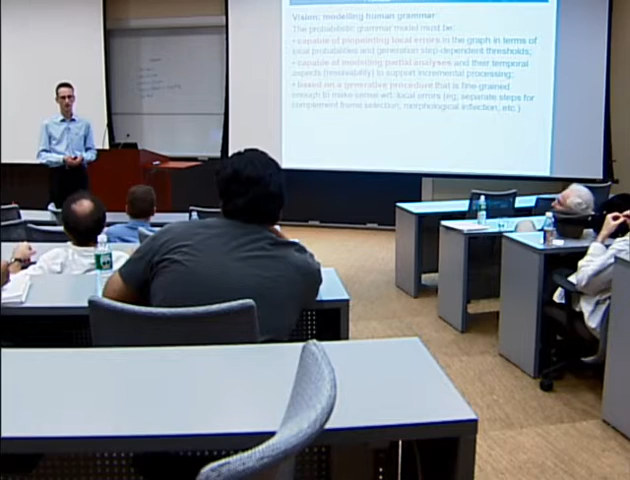 Vision: modelling human grammar
The probabilistic grammar model must be:
• capable of pinpointing local errors in the graph in terms of
local probabilities and generation step-dependent thresholds;
• capable of modelling partial analyses and their temporal
aspects (resolvability) to support incremental processing;
• based on a generative procedure that is fine-grained
enough to make sense wrt. local errors (eg. separate steps for
complement frame selection, morphological inflection, etc.)